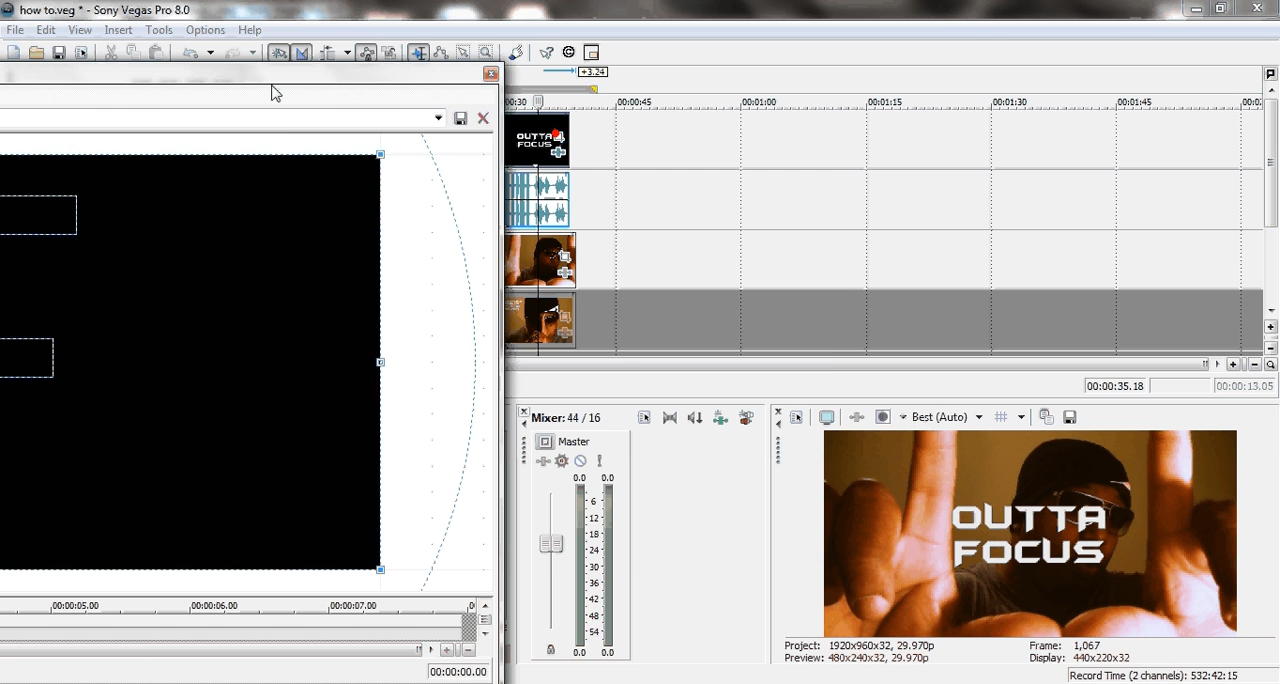 how to.veg * - Sony Vegas Pro 8.0
File Edit View Insert Tools Options Help
+3.24
00:30 00:00:45 00:01:00 00:01:15 00:01:30 00:01:45 00:02
OUTTA
FOCUS
00:00:35.18 00:00:13.05
Mixer: 44 / 16
Best (Auto)
Master
0.0 0.0
6
12
18
24
30
36
42
48
54
0.0 0.0
OUTTA
FOCUS
00:00:05.00 00:00:06.00 00:00:07.00 0
00:00:00.00
Project: 1920x960x32, 29.970p Frame: 1,067
Preview: 480x240x32, 29.970p Display: 440x220x32
Record Time (2 channels): 532:42:15